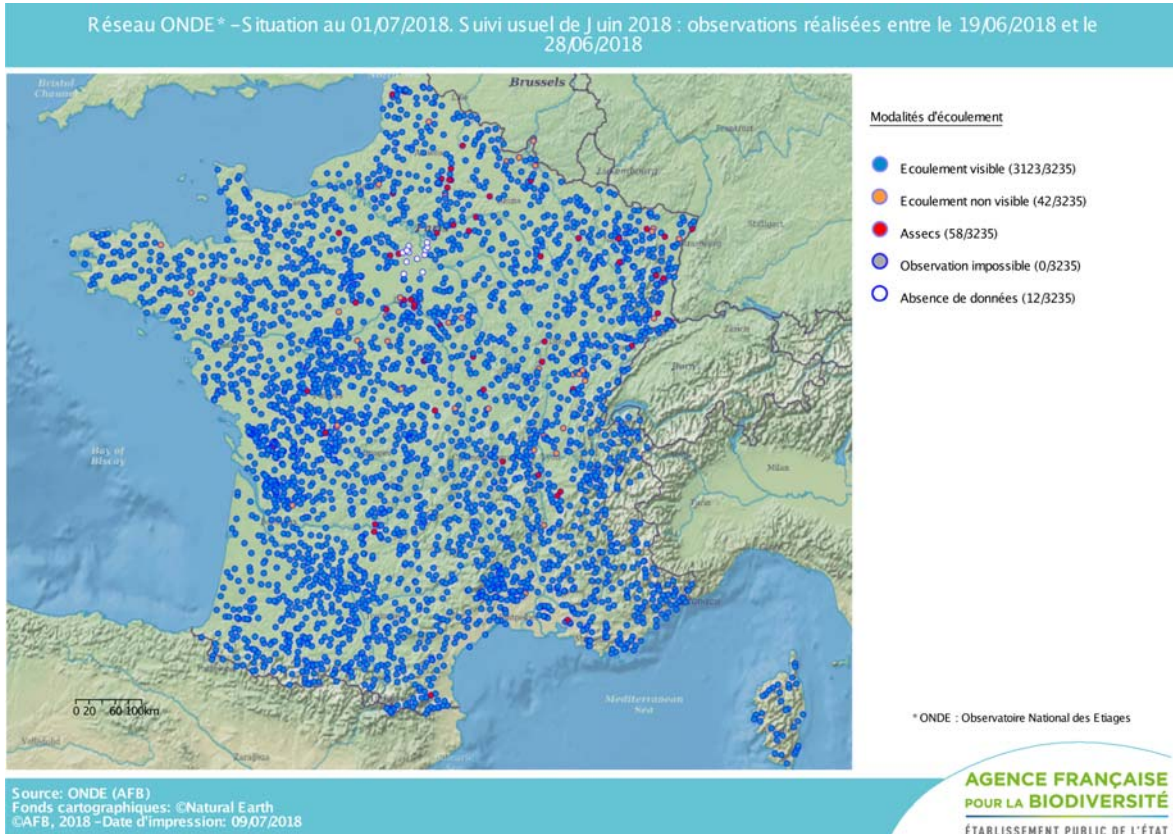 Réseau ONDE* – Situation au 01/07/2018. Suivi usuel de Juin 2018 : observations réalisées entre le 19/06/2018 et le
28/06/2018
Bristol
Brussels
Frankfurt
Luxembourg
Stuttgart
Modalités d'écoulement
Ecoulement visible (3123/3235)
Ecoulement non visible (42/3235)
Assecs (58/3235)
Observation impossible (0/3235)
Absence de données (12/3235)
Bay of
Biscay
Milan
Mediterranean
Sea
0 20 60 100km
Valladolid
Zaragoza
* ONDE : Observatoire National des Etiages
Source: ONDE (AFB)
Fonds cartographiques: ©Natural Earth
©AFB, 2018 –Date d'impression: 09/07/2018
AGENCE FRANÇAISE
POUR LA BIODIVERSITÉ
ÉTABLISSEMENT PUBLIC DE L'ÉTAT